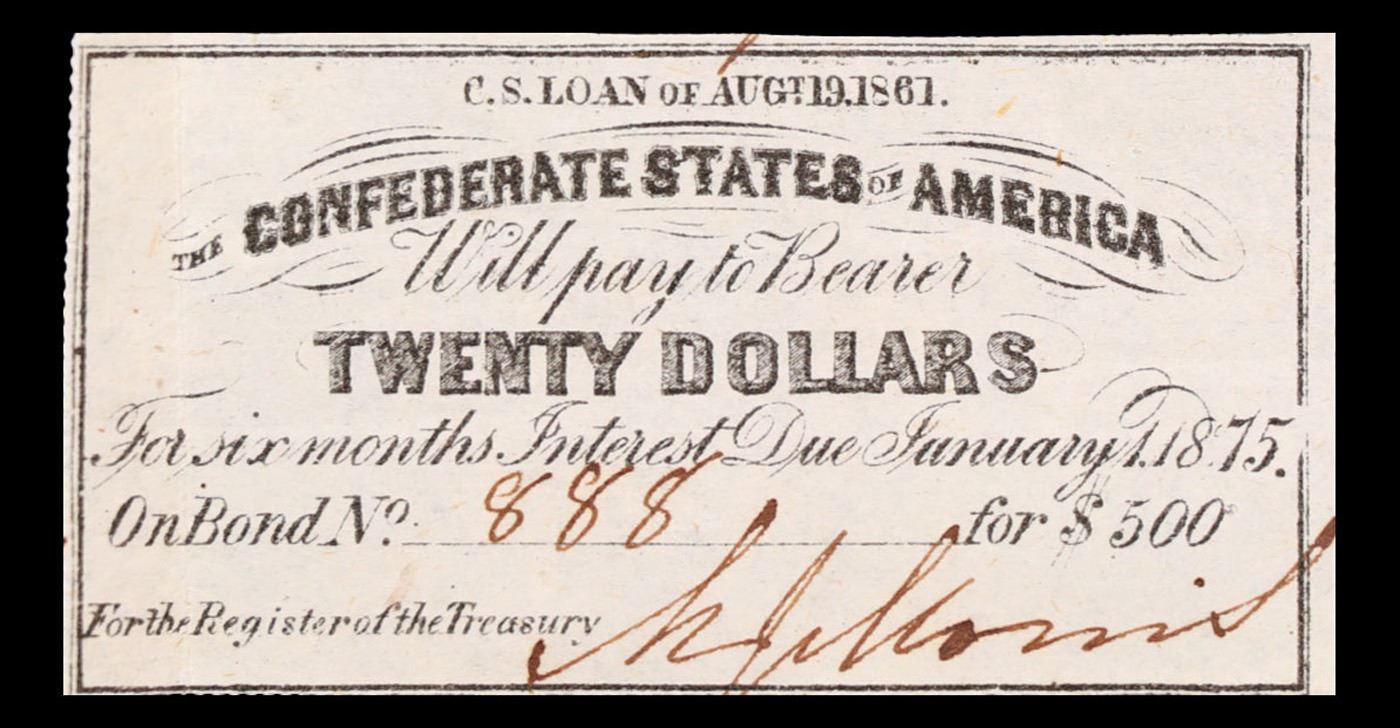 C.S. LOAN OF AUGT. 19. 1861.
THE CONFEDERATE STATES OF AMERICA
Will pay to Bearer
TWENTY DOLLARS
For six months Interest Due January 1. 1875.
On Bond No. 888 for $500
For the Register of the Treasury